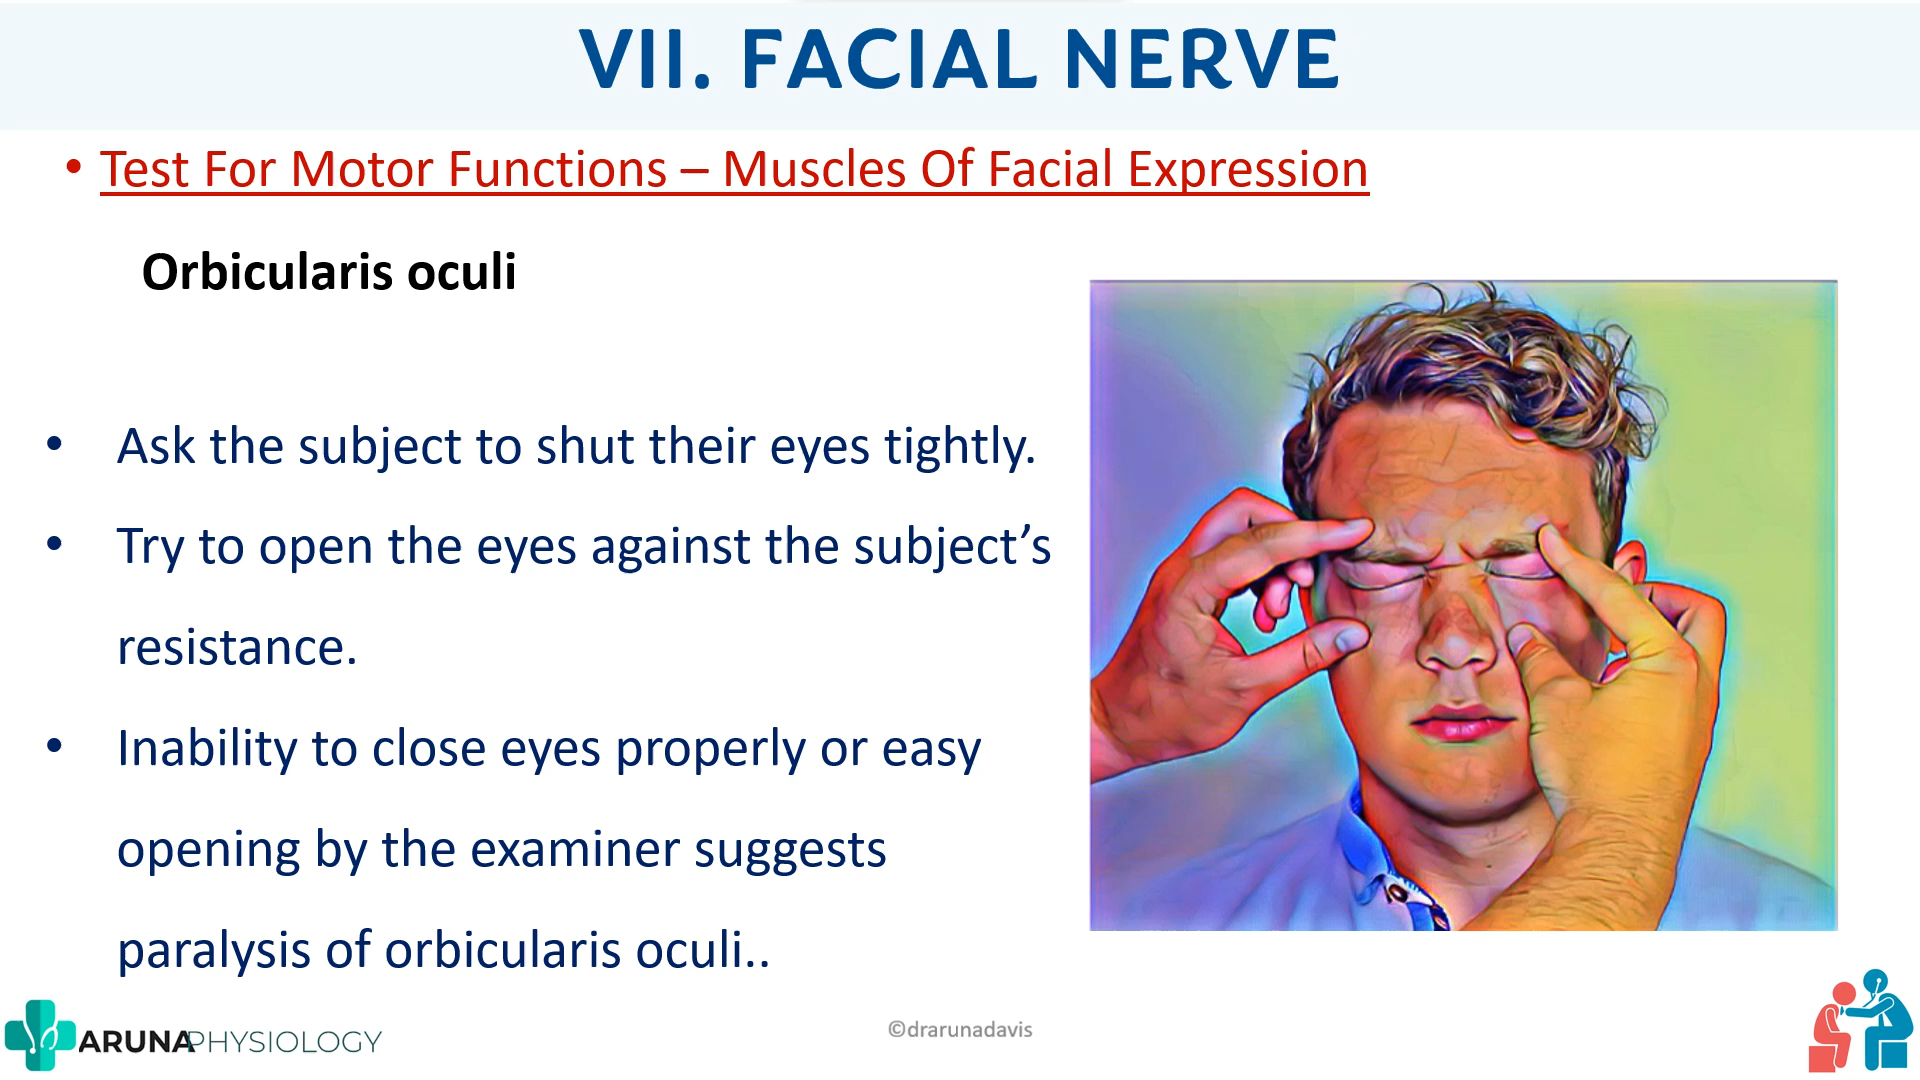 VII. FACIAL NERVE
• Test For Motor Functions – Muscles Of Facial Expression
Orbicularis oculi
• Ask the subject to shut their eyes tightly.
• Try to open the eyes against the subject’s
resistance.
• Inability to close eyes properly or easy
opening by the examiner suggests
paralysis of orbicularis oculi..
ARUNAPHYSIOLOGY
©drarunadavis